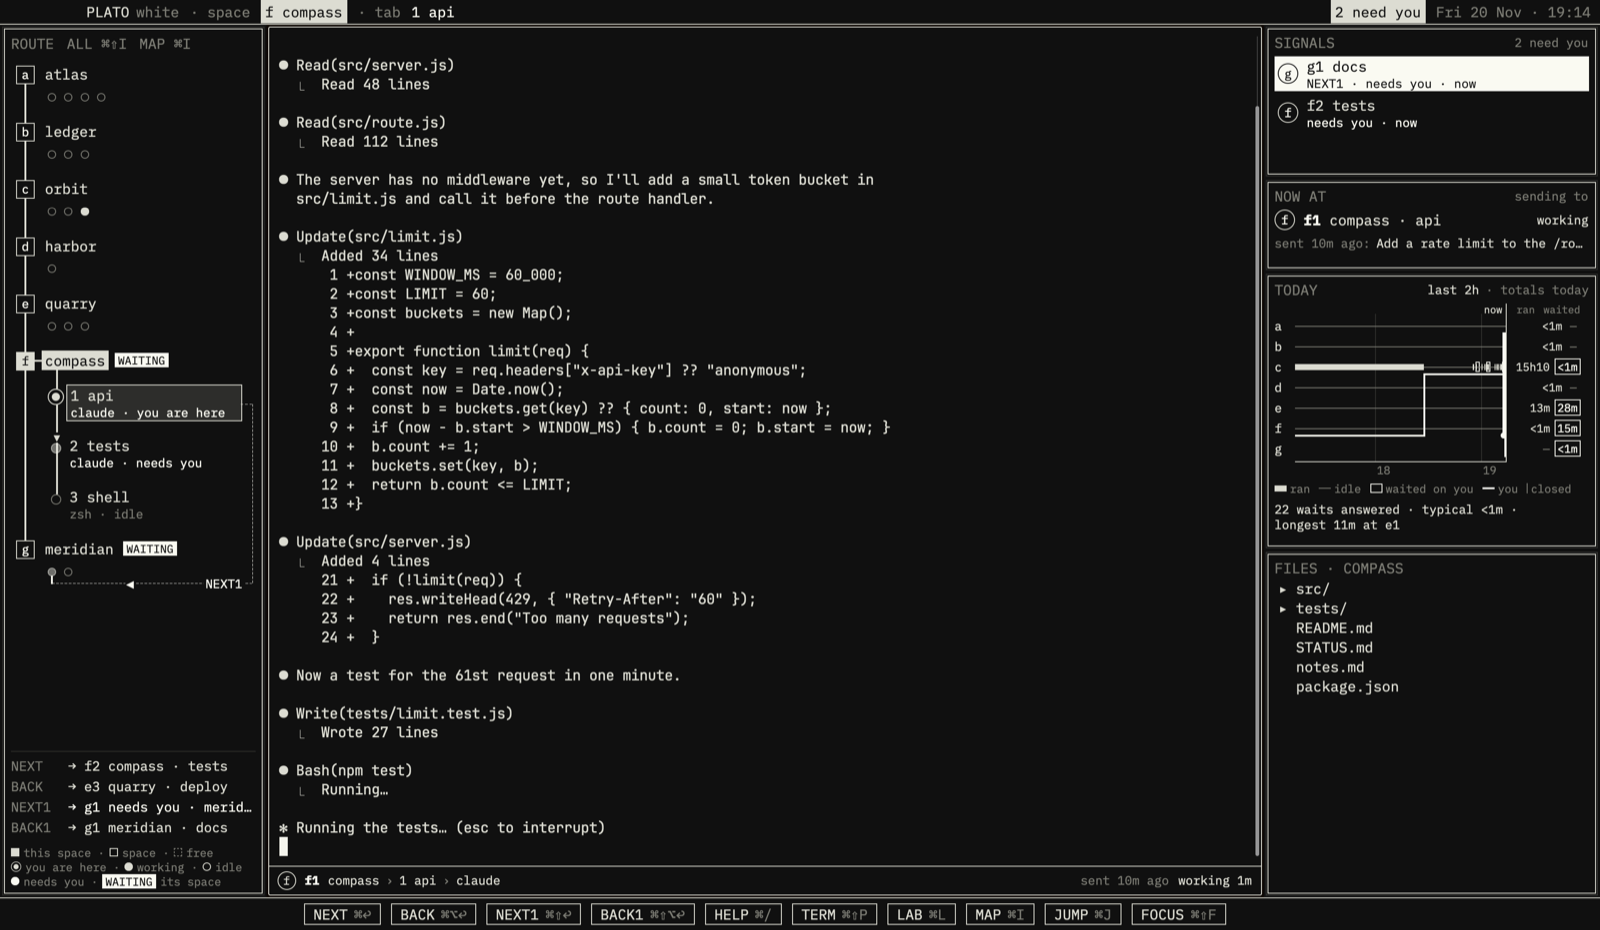 PLATO white · space f compass · tab 1 api
2 need you Fri 20 Nov · 19:14
ROUTE ALL ⌘⇧I MAP ⌘I
a atlas
b ledger
c orbit
d harbor
e quarry
f compass WAITING
1 api
claude · you are here
2 tests
claude · needs you
3 shell
zsh · idle
g meridian WAITING
NEXT1
NEXT → f2 compass · tests
BACK → e3 quarry · deploy
NEXT1 → g1 needs you · merid…
BACK1 → g1 meridian · docs
this space · space · free
you are here · working · idle
needs you · WAITING its space
Read(src/server.js)
Read 48 lines
Read(src/route.js)
Read 112 lines
The server has no middleware yet, so I'll add a small token bucket in
src/limit.js and call it before the route handler.
Update(src/limit.js)
Added 34 lines
1 +const WINDOW_MS = 60_000;
2 +const LIMIT = 60;
3 +const buckets = new Map();
4 +
5 +export function limit(req) {
6 +  const key = req.headers["x-api-key"] ?? "anonymous";
7 +  const now = Date.now();
8 +  const b = buckets.get(key) ?? { count: 0, start: now };
9 +  if (now - b.start > WINDOW_MS) { b.count = 0; b.start = now; }
10 +  b.count += 1;
11 +  buckets.set(key, b);
12 +  return b.count <= LIMIT;
13 +}
Update(src/server.js)
Added 4 lines
21 +  if (!limit(req)) {
22 +    res.writeHead(429, { "Retry-After": "60" });
23 +    return res.end("Too many requests");
24 +  }
Now a test for the 61st request in one minute.
Write(tests/limit.test.js)
Wrote 27 lines
Bash(npm test)
Running…
✻ Running the tests… (esc to interrupt)
f f1 compass › 1 api › claude
sent 10m ago working 1m
SIGNALS 2 need you
g g1 docs
NEXT1 · needs you · now
f f2 tests
needs you · now
NOW AT sending to
f f1 compass · api working
sent 10m ago: Add a rate limit to the /ro…
TODAY last 2h · totals today
now ran waited
a <1m –
b <1m –
c 15h10 <1m
d <1m –
e 13m 28m
f <1m 15m
g – <1m
18 19
ran idle waited on you you closed
22 waits answered · typical <1m ·
longest 11m at e1
FILES · COMPASS
▸ src/
▸ tests/
README.md
STATUS.md
notes.md
package.json
NEXT ⌘↩ BACK ⌘⌥↩ NEXT1 ⌘⇧↩ BACK1 ⌘⇧⌥↩ HELP ⌘/ TERM ⌘⇧P LAB ⌘L MAP ⌘I JUMP ⌘J FOCUS ⌘⇧F